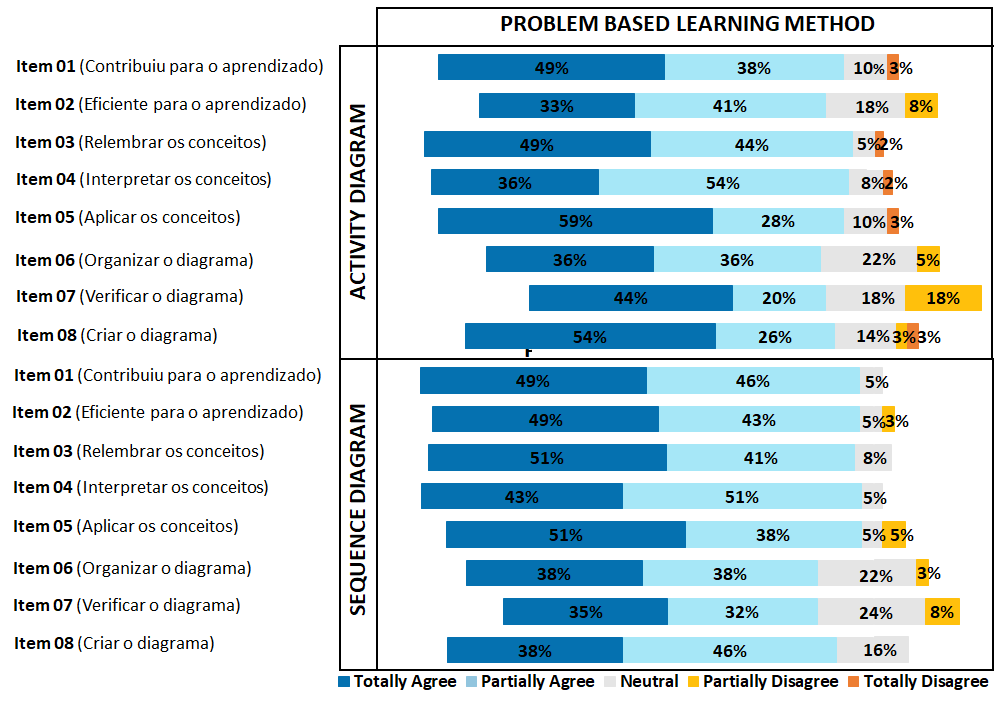 PROBLEM BASED LEARNING METHOD
ACTIVITY DIAGRAM
Item 01 (Contribuiu para o aprendizado) 49% 38% 10% 3%
Item 02 (Eficiente para o aprendizado) 33% 41% 18% 8%
Item 03 (Relembrar os conceitos) 49% 44% 5% 2%
Item 04 (Interpretar os conceitos) 36% 54% 8% 2%
Item 05 (Aplicar os conceitos) 59% 28% 10% 3%
Item 06 (Organizar o diagrama) 36% 36% 22% 5%
Item 07 (Verificar o diagrama) 44% 20% 18% 18%
Item 08 (Criar o diagrama) 54% 26% 14% 3% 3%
SEQUENCE DIAGRAM
Item 01 (Contribuiu para o aprendizado) 49% 46% 5%
Item 02 (Eficiente para o aprendizado) 49% 43% 5% 3%
Item 03 (Relembrar os conceitos) 51% 41% 8%
Item 04 (Interpretar os conceitos) 43% 51% 5%
Item 05 (Aplicar os conceitos) 51% 38% 5% 5%
Item 06 (Organizar o diagrama) 38% 38% 22% 3%
Item 07 (Verificar o diagrama) 35% 32% 24% 8%
Item 08 (Criar o diagrama) 38% 46% 16%
Totally Agree Partially Agree Neutral Partially Disagree Totally Disagree